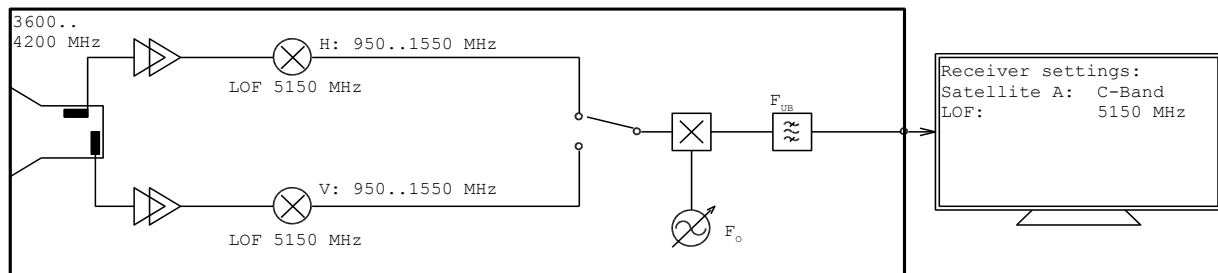 3600..
4200 MHz
H: 950..1550 MHz
LOF 5150 MHz
V: 950..1550 MHz
LOF 5150 MHz
F_UB
F_O
Receiver settings:
Satellite A: C-Band
LOF: 5150 MHz